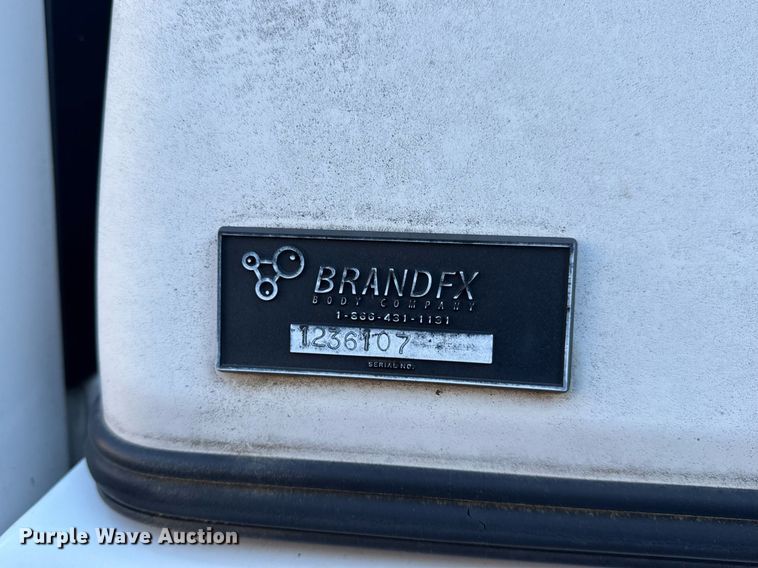 BRANDFX
BODY COMPANY
1-866-431-1131
1236107
SERIAL NO.
Purple Wave Auction